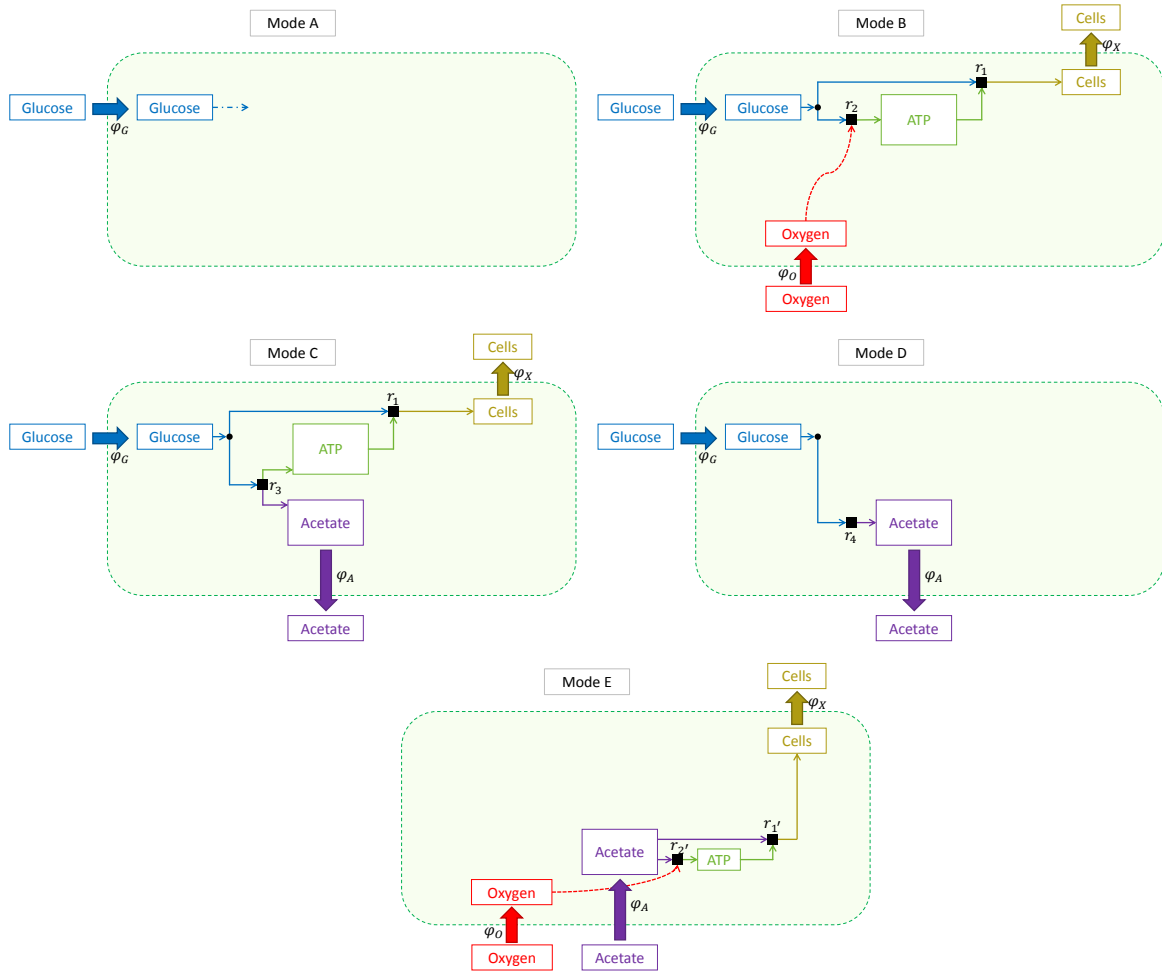 Mode A
Glucose
φG
Glucose
Mode B
Cells
φX
Cells
r1
Glucose
φG
Glucose
r2
ATP
Oxygen
φO
Oxygen
Mode C
Cells
φX
Cells
r1
Glucose
φG
Glucose
ATP
r3
Acetate
φA
Acetate
Mode D
Glucose
φG
Glucose
r4
Acetate
φA
Acetate
Mode E
Cells
φX
Cells
r1'
Acetate
r2'
ATP
Oxygen
φA
φO
Oxygen
Acetate